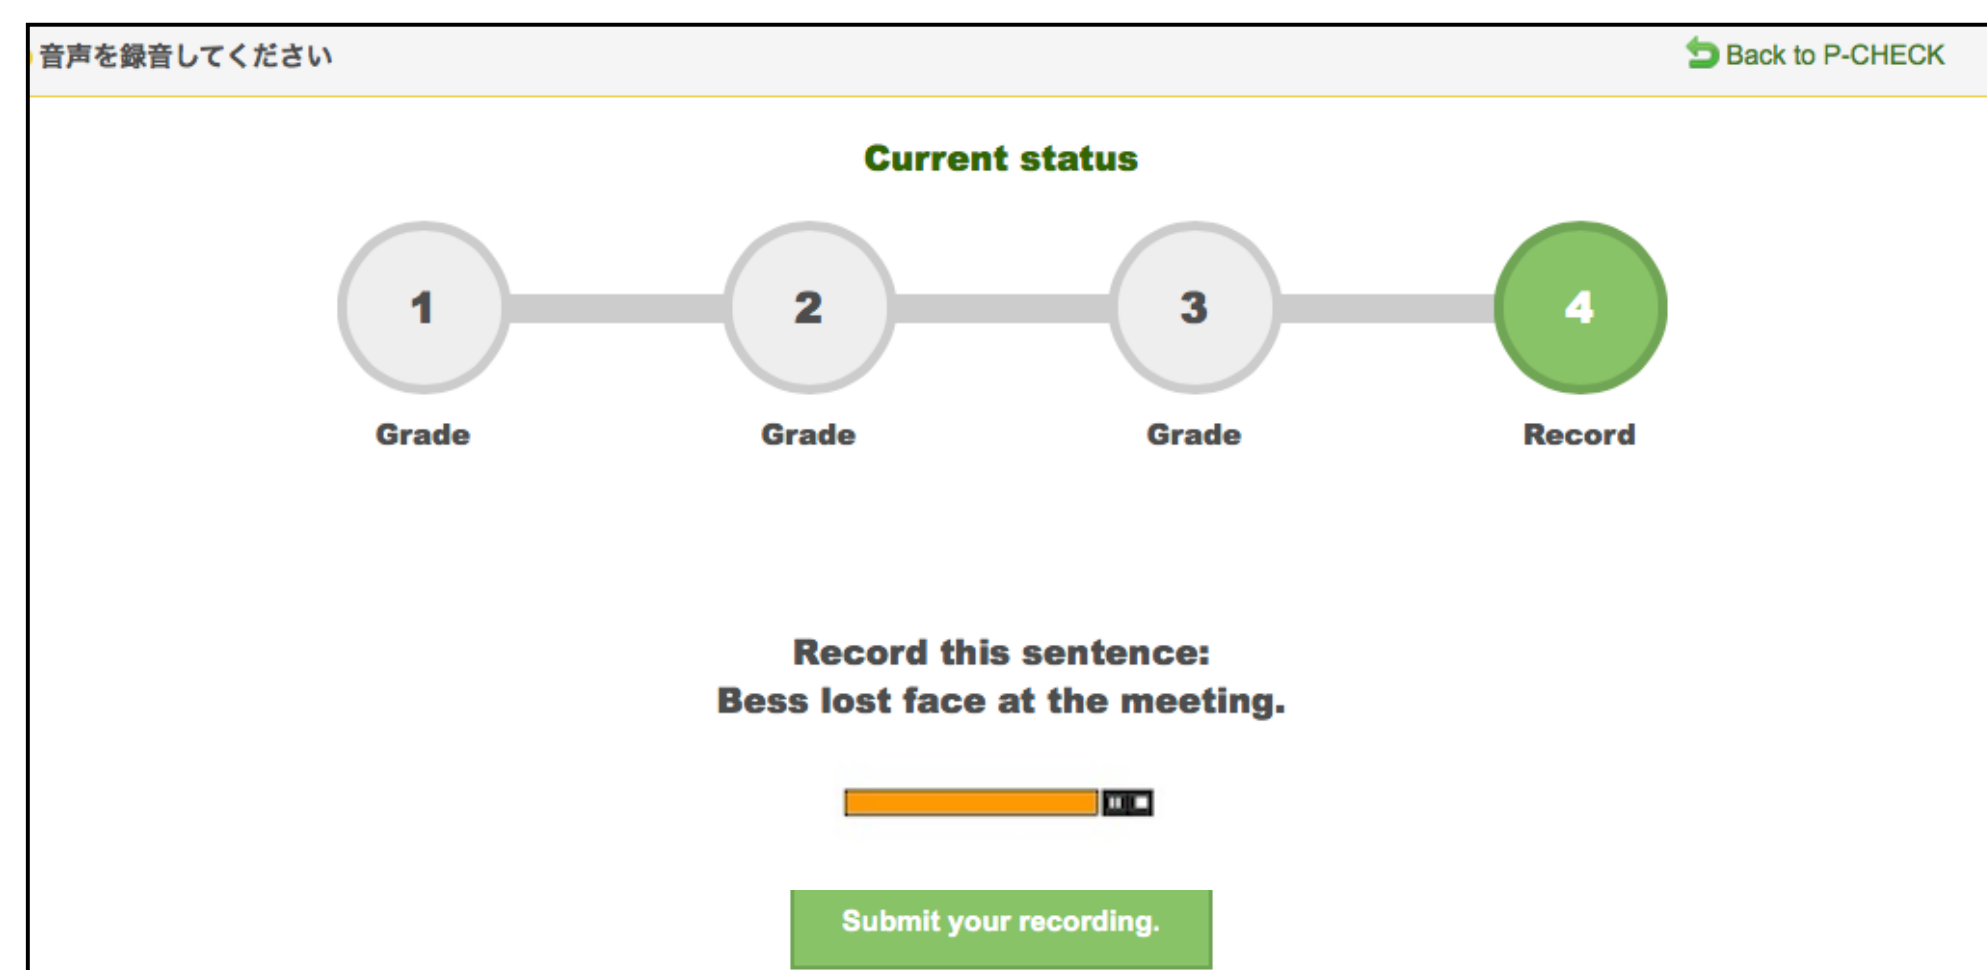 音声を録音してください
Back to P-CHECK
Current status
1 2 3 4
Grade Grade Grade Record
Record this sentence:
Bess lost face at the meeting.
Submit your recording.